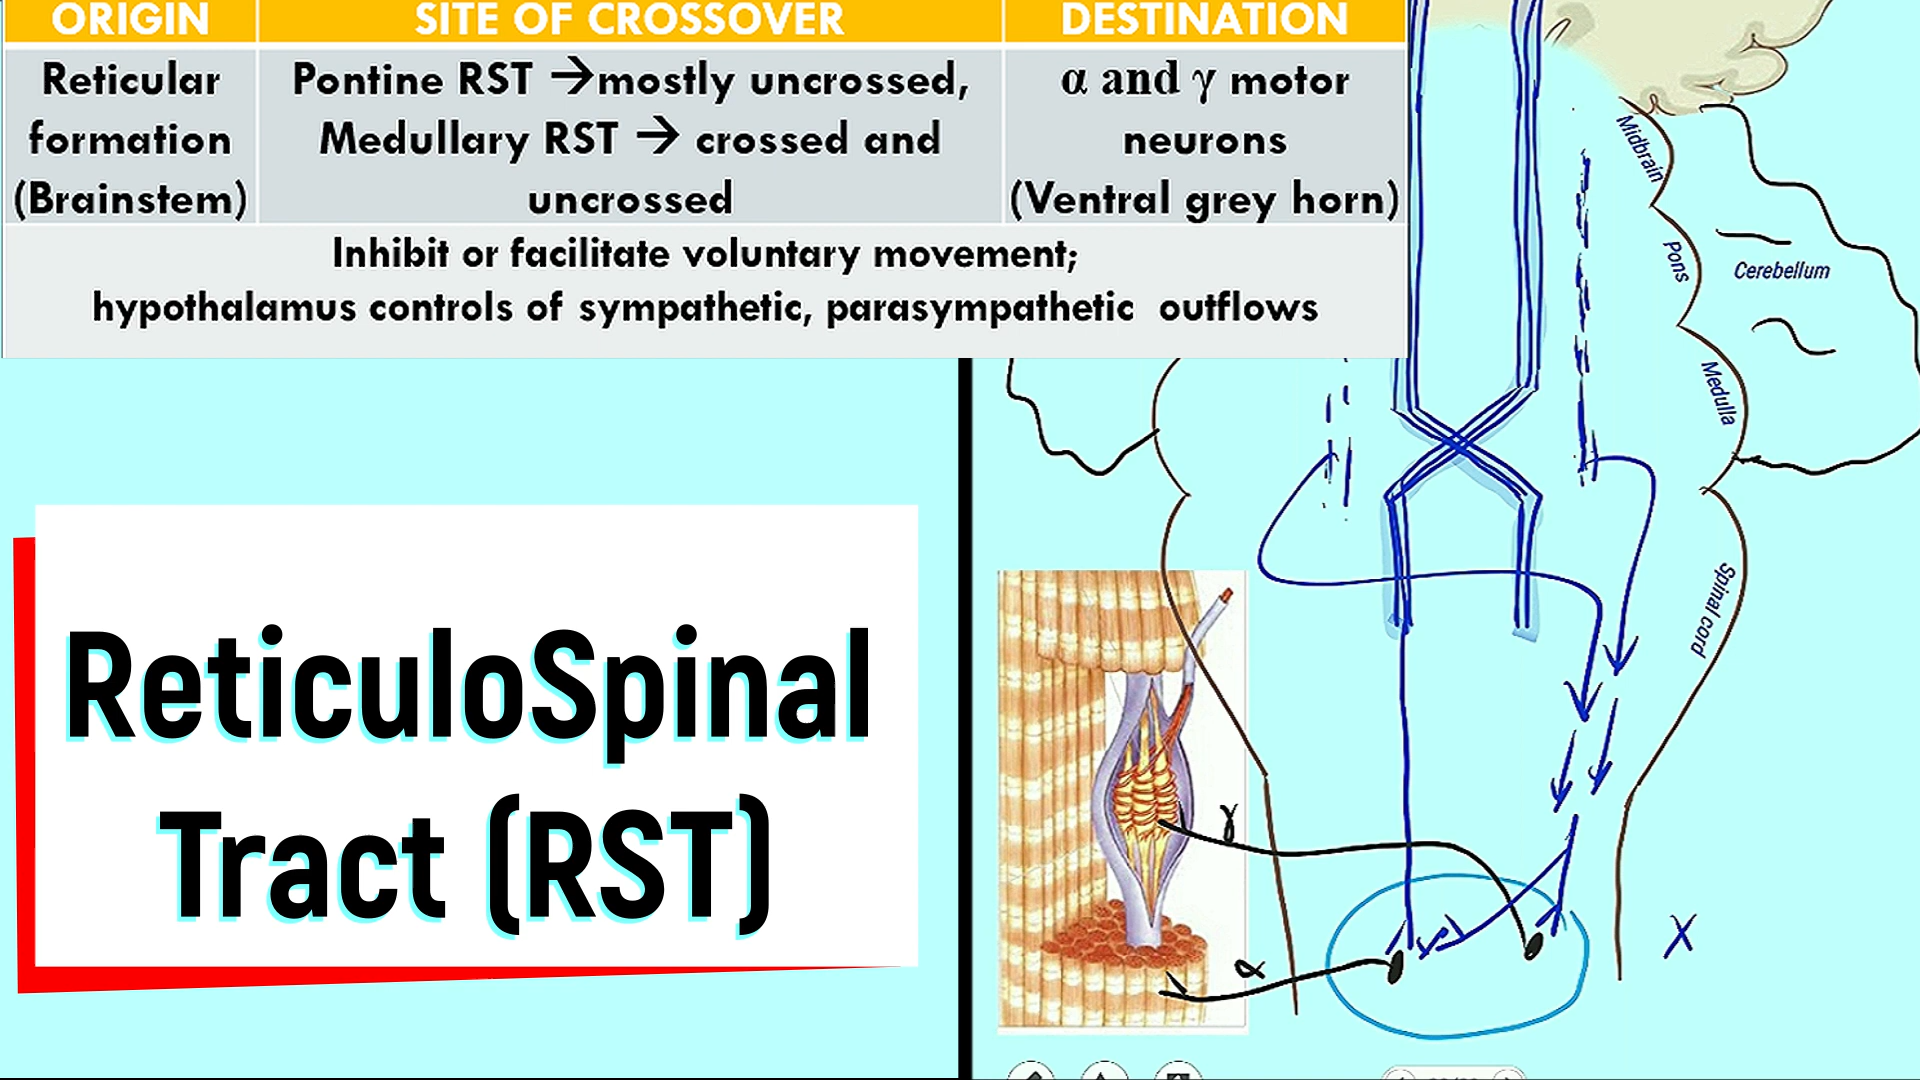 ORIGIN
SITE OF CROSSOVER
DESTINATION
Reticular
formation
(Brainstem)
Pontine RST →mostly uncrossed,
Medullary RST → crossed and
uncrossed
α and γ motor
neurons
(Ventral grey horn)
Inhibit or facilitate voluntary movement;
hypothalamus controls of sympathetic, parasympathetic outflows
Midbrain
Pons
Cerebellum
Medulla
Spinal cord
ReticuloSpinal
Tract (RST)
γ
α
X